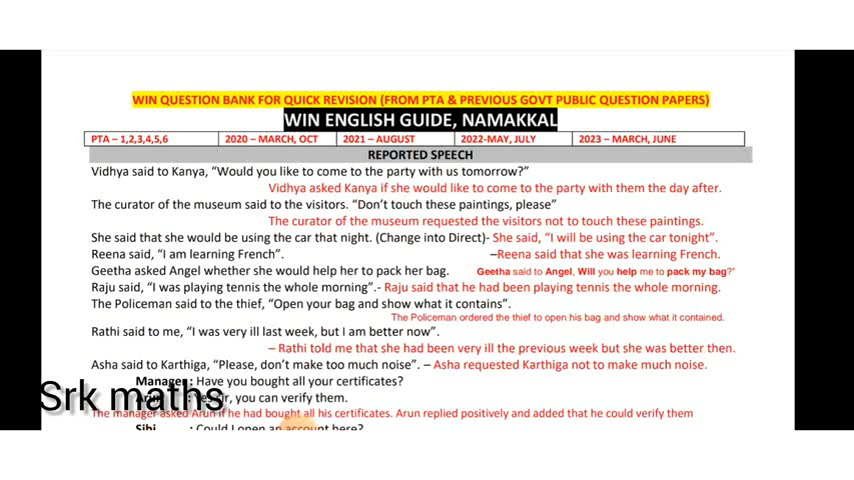 WIN QUESTION BANK FOR QUICK REVISION (FROM PTA & PREVIOUS GOVT PUBLIC QUESTION PAPERS)
WIN ENGLISH GUIDE, NAMAKKAL
PTA – 1,2,3,4,5,6 2020 – MARCH, OCT 2021 – AUGUST 2022-MAY, JULY 2023 – MARCH, JUNE
REPORTED SPEECH
Vidhya said to Kanya, “Would you like to come to the party with us tomorrow?”
Vidhya asked Kanya if she would like to come to the party with them the day after.
The curator of the museum said to the visitors. “Don’t touch these paintings, please”
The curator of the museum requested the visitors not to touch these paintings.
She said that she would be using the car that night. (Change into Direct)- She said, “I will be using the car tonight”.
Reena said, “I am learning French”. –Reena said that she was learning French.
Geetha asked Angel whether she would help her to pack her bag. Geetha said to Angel, Will you help me to pack my bag?”
Raju said, “I was playing tennis the whole morning”.- Raju said that he had been playing tennis the whole morning.
The Policeman said to the thief, “Open your bag and show what it contains”.
The Policeman ordered the thief to open his bag and show what it contained.
Rathi said to me, “I was very ill last week, but I am better now”.
– Rathi told me that she had been very ill the previous week but she was better then.
Asha said to Karthiga, “Please, don’t make too much noise”. – Asha requested Karthiga not to make much noise.
Manager : Have you bought all your certificates?
Srk maths
sir, you can verify them.
The manager asked Arun if he had bought all his certificates. Arun replied positively and added that he could verify them
Sibi : Could I open an account here?